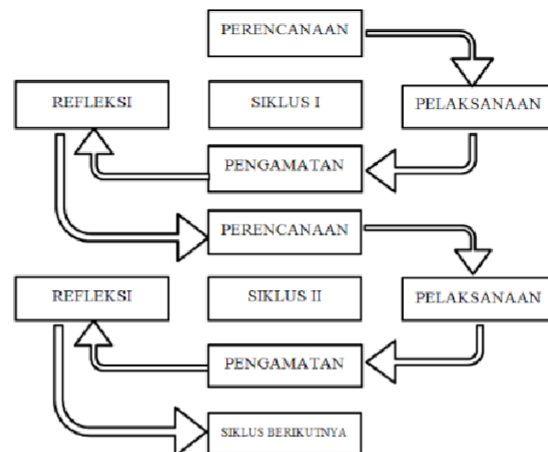 PERENCANAAN
REFLEKSI
SIKLUS I
PELAKSANAAN
PENGAMATAN
PERENCANAAN
REFLEKSI
SIKLUS II
PELAKSANAAN
PENGAMATAN
SIKLUS BERIKUTNYA